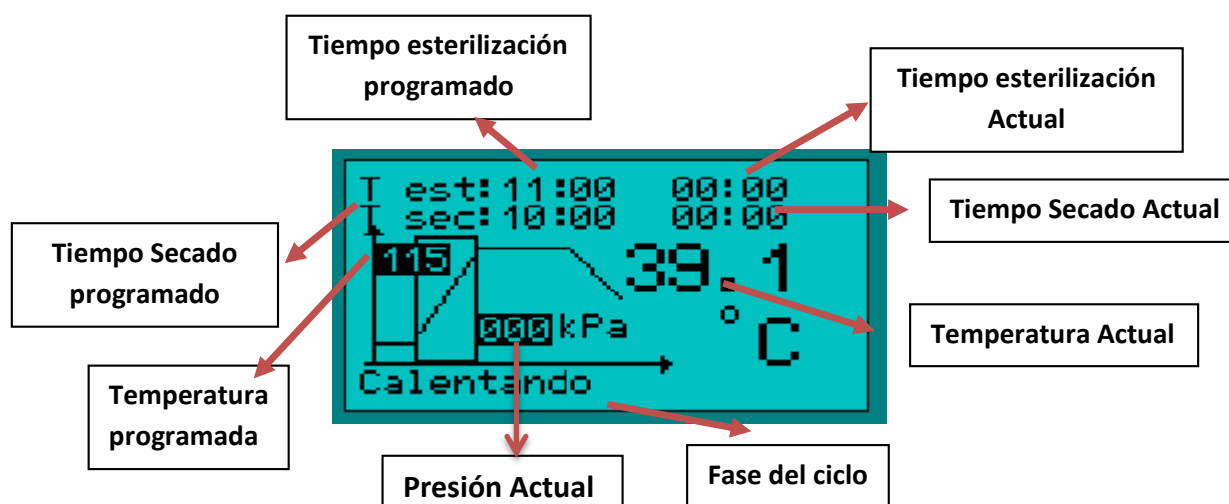 Tiempo esterilización
programado
Tiempo esterilización
Actual
T est: 11:00 00:00
T sec: 10:00 00:00
Tiempo Secado Actual
Tiempo Secado
programado
115
39.1
°C
000 kPa
Temperatura Actual
Calentando
Temperatura
programada
Presión Actual
Fase del ciclo